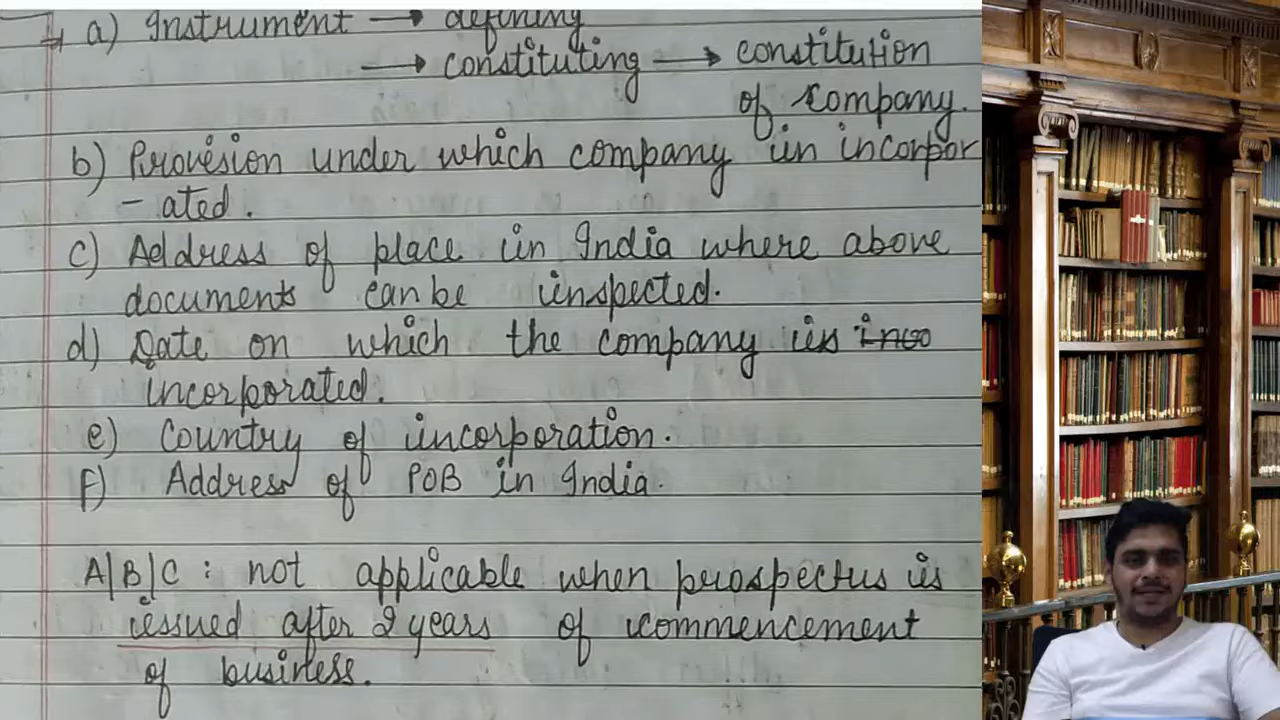 a) Instrument → defining
→ constituting → constitution
of company.
b) Provision under which company is incorpor
- ated.
c) Address of place in India where above
documents can be inspected.
d) Date on which the company is inco
incorporated.
e) Country of incorporation.
f) Address of POB in India.
A|B|C : not applicable when prospectus is
issued after 2 years of commencement
of business.